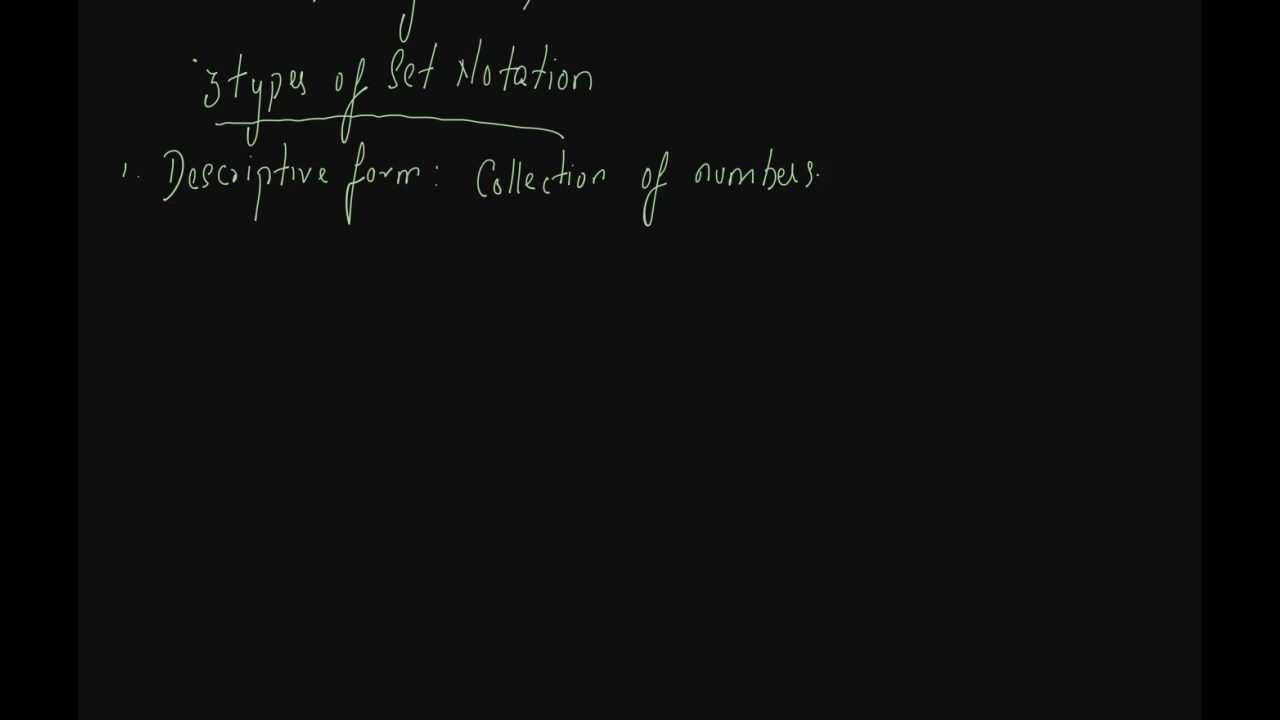 3 types of Set Notation
1. Descriptive form: Collection of numbers.